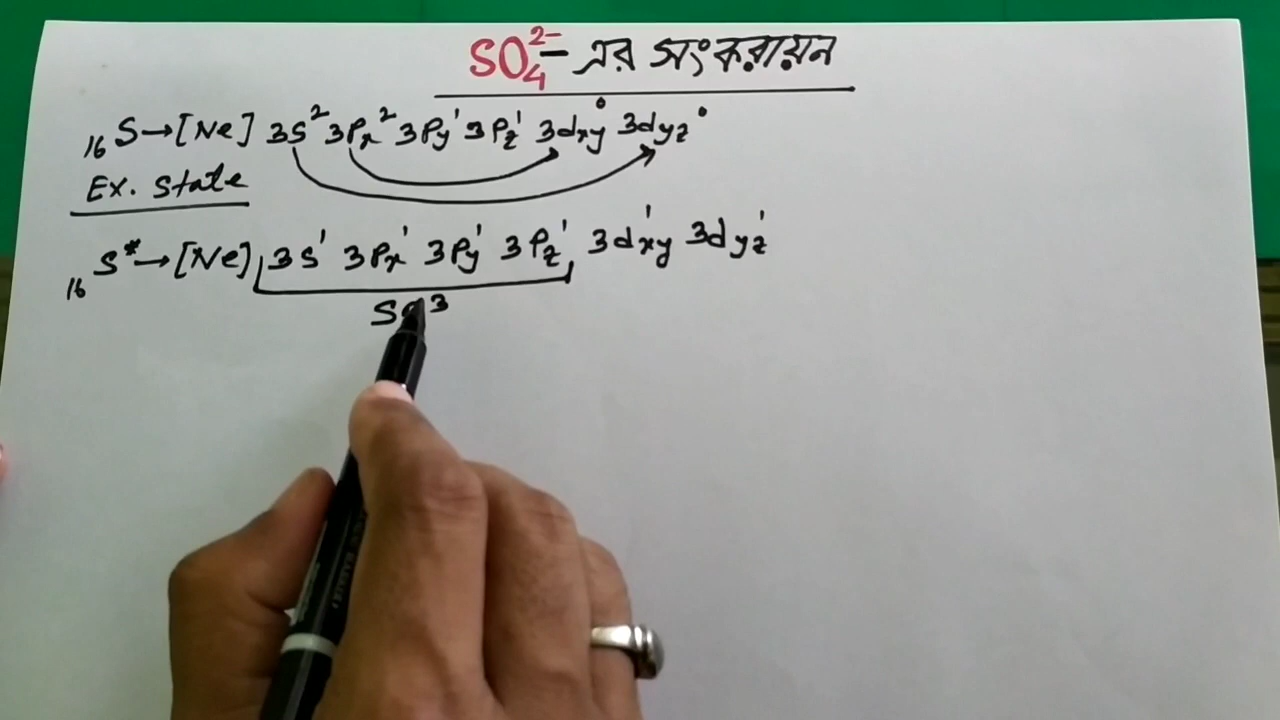 SO₄²⁻ এর সংকরায়ন
₁₆S→[Ne] 3S² 3Px² 3Py¹ 3Pz¹ 3dxy⁰ 3dyz⁰
Ex. State
₁₆S*→[Ne] 3S¹ 3Px¹ 3Py¹ 3Pz¹ 3d¹xy 3dyz¹